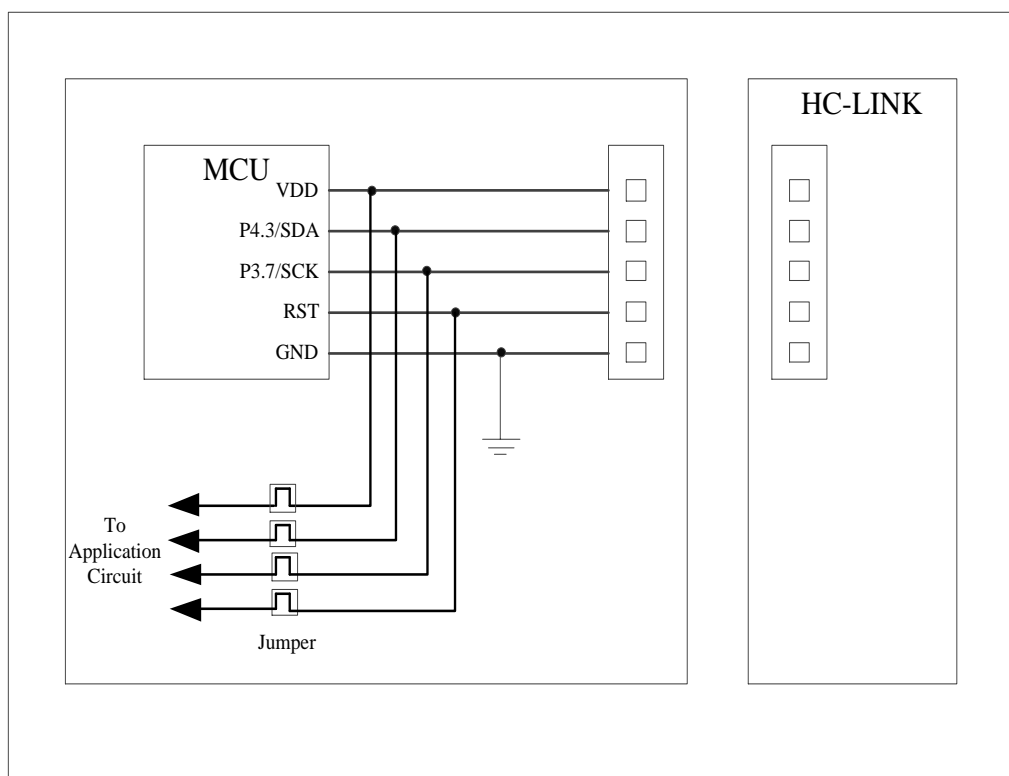 HC-LINK
MCU
VDD
P4.3/SDA
P3.7/SCK
RST
GND
To
Application
Circuit
Jumper